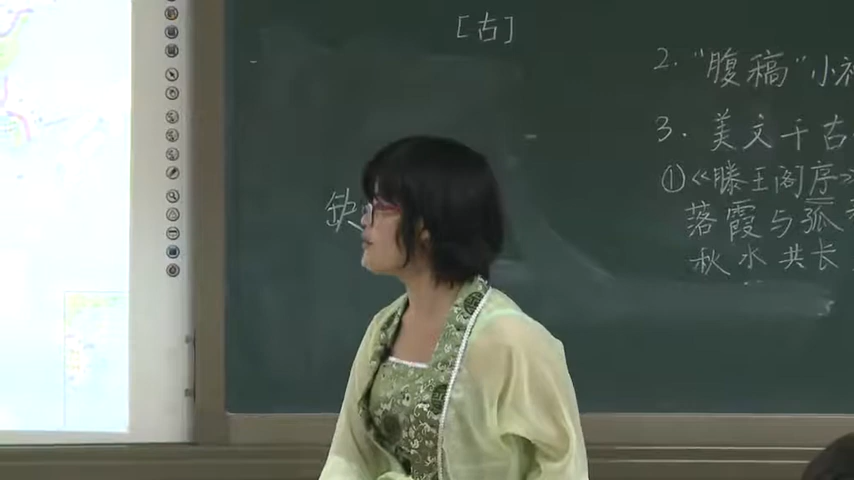 [古]
2. "腹稿"小
3. 美文千古
①《滕王阁序》
落霞与孤
秋水共长
缺